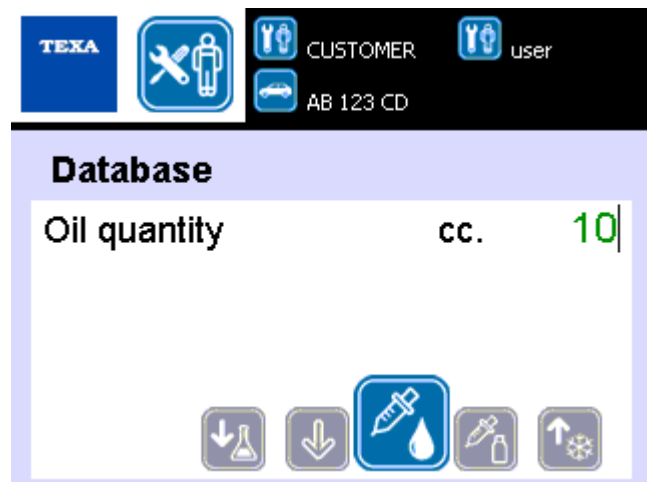 TEXA
CUSTOMER user
AB 123 CD
Database
Oil quantity cc. 10